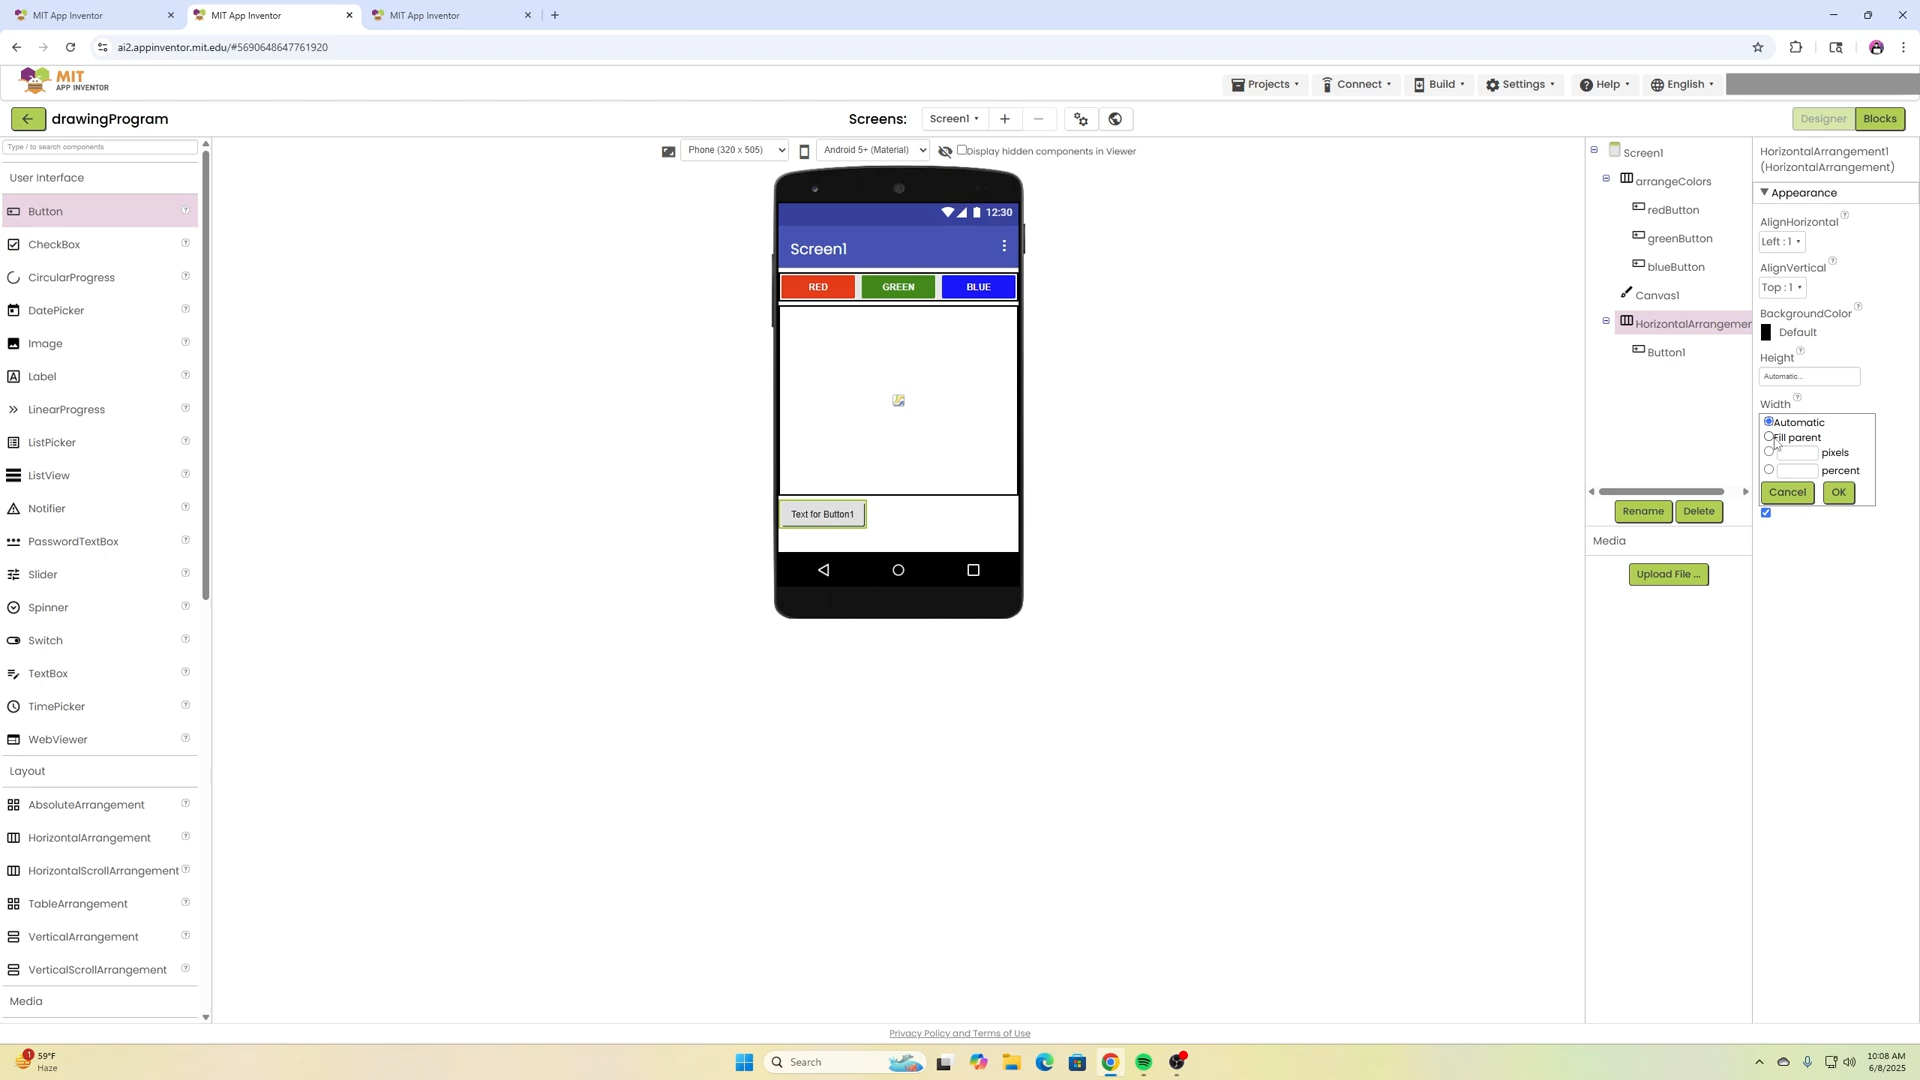 MIT App Inventor
MIT App Inventor
MIT App Inventor
ai2.appinventor.mit.edu/#5690648647761920
MIT
APP INVENTOR
Projects
Connect
Build
Settings
Help
English
drawingProgram
Screens:
Screen1
Designer
Blocks
Type / to search components
User Interface
Button
CheckBox
CircularProgress
DatePicker
Image
Label
LinearProgress
ListPicker
ListView
Notifier
PasswordTextBox
Slider
Spinner
Switch
TextBox
TimePicker
WebViewer
Layout
AbsoluteArrangement
HorizontalArrangement
HorizontalScrollArrangement
TableArrangement
VerticalArrangement
VerticalScrollArrangement
Media
Phone (320 x 505)
Android 5+ (Material)
Display hidden components in Viewer
12:30
Screen1
RED
GREEN
BLUE
Text for Button1
Screen1
arrangeColors
redButton
greenButton
blueButton
Canvas1
HorizontalArrangemen
Button1
Rename
Delete
Media
Upload File ...
HorizontalArrangement1
(HorizontalArrangement)
Appearance
AlignHorizontal
Left : 1
AlignVertical
Top : 1
BackgroundColor
Default
Height
Automatic...
Width
Automatic
Fill parent
pixels
percent
Cancel
OK
Privacy Policy and Terms of Use
1
59°F
Haze
Search
10:08 AM
6/8/2025